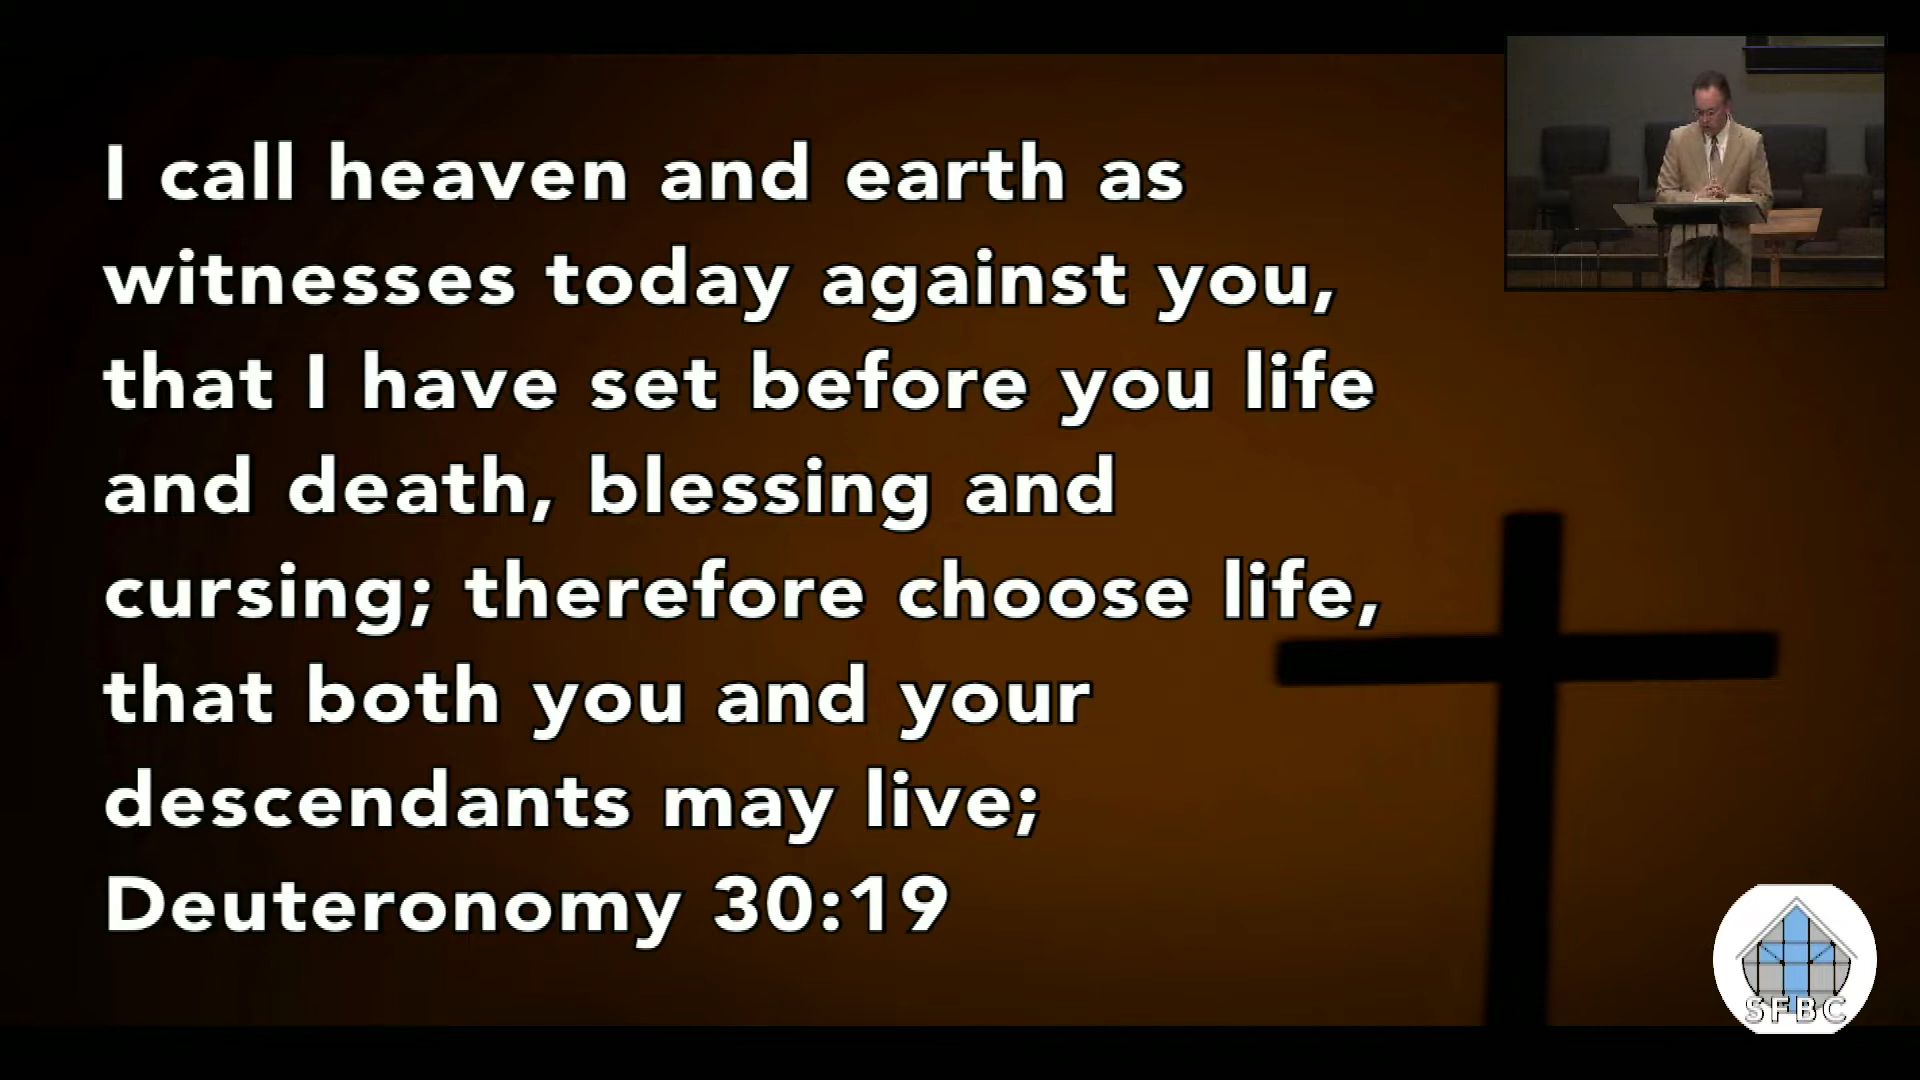 I call heaven and earth as
witnesses today against you,
that I have set before you life
and death, blessing and
cursing; therefore choose life,
that both you and your
descendants may live;
Deuteronomy 30:19
SFBC